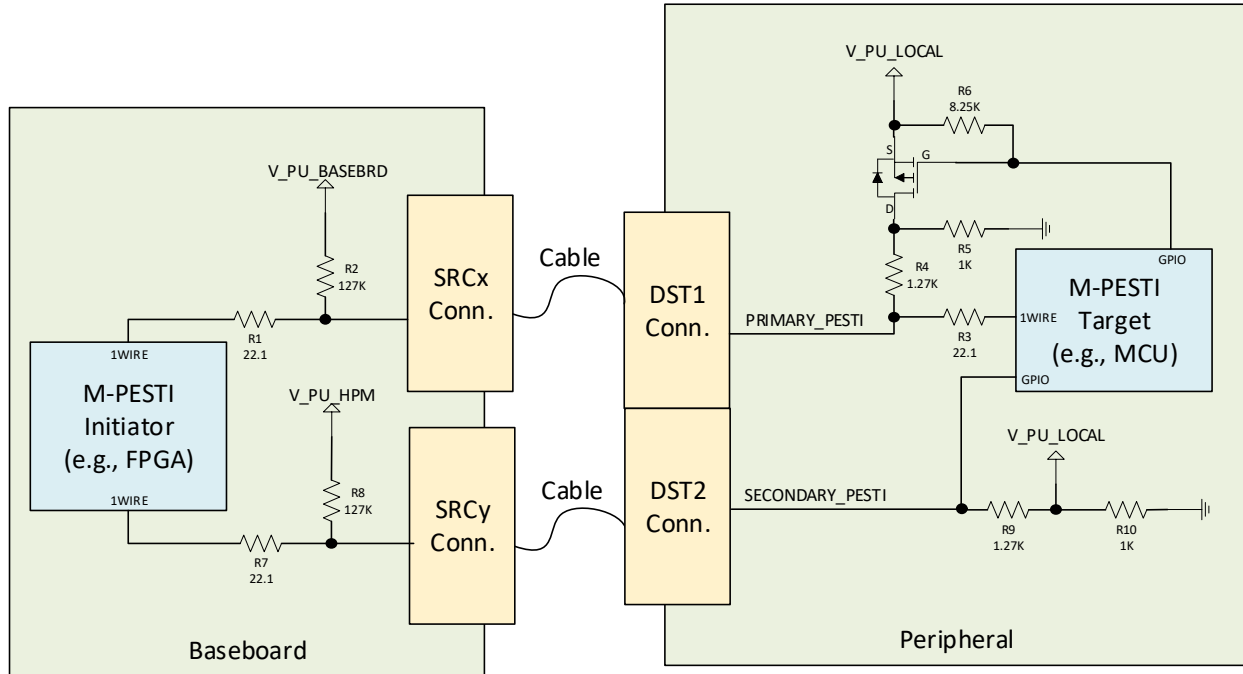 V_PU_LOCAL
R6
8.25K
S
G
D
V_PU_BASEBRD
R2
127K
SRCx
Conn.
Cable
DST1
Conn.
R5
1K
R4
1.27K
GPIO
M-PESTI
Target
(e.g., MCU)
1WIRE
GPIO
PRIMARY_PESTI
R3
22.1
R1
22.1
1WIRE
M-PESTI
Initiator
(e.g., FPGA)
1WIRE
V_PU_HPM
R8
127K
R7
22.1
SRCy
Conn.
Cable
DST2
Conn.
SECONDARY_PESTI
V_PU_LOCAL
R9
1.27K
R10
1K
Baseboard
Peripheral